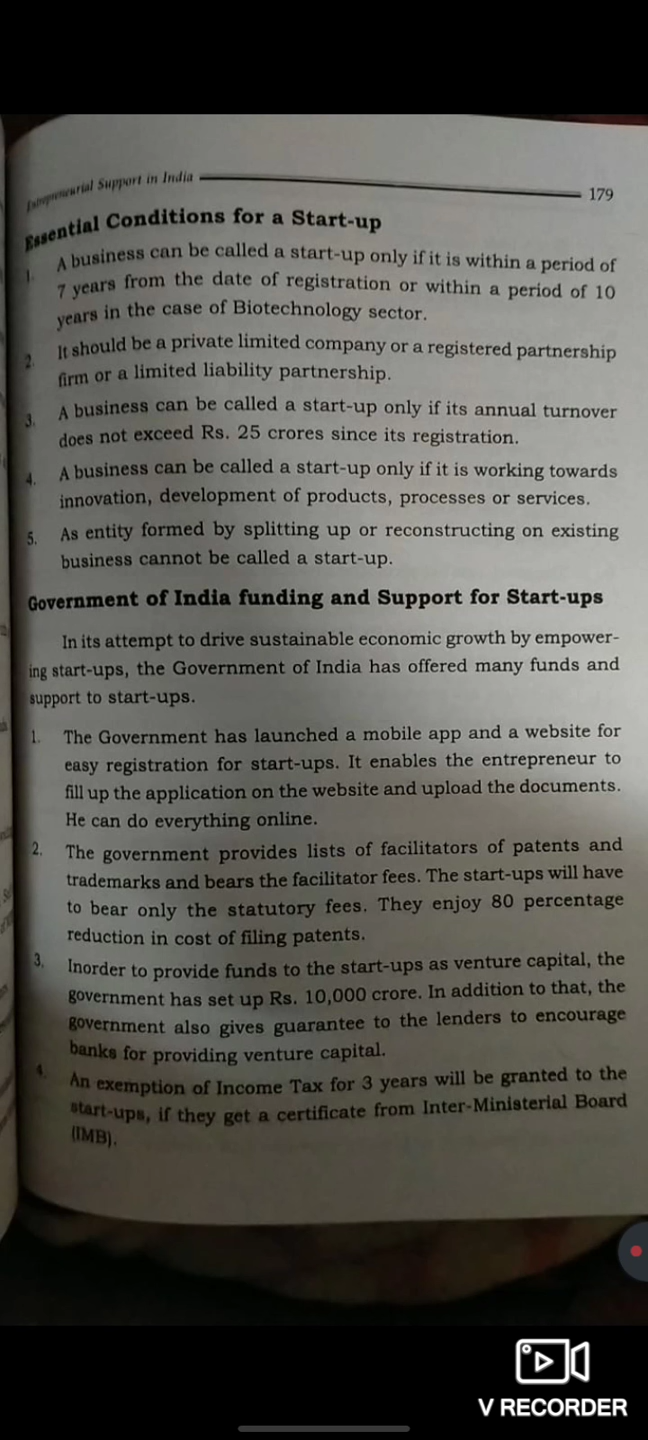 Entrepreneurial Support in India
179
Essential Conditions for a Start-up
1. A business can be called a start-up only if it is within a period of
7 years from the date of registration or within a period of 10
years in the case of Biotechnology sector.
2. It should be a private limited company or a registered partnership
firm or a limited liability partnership.
3. A business can be called a start-up only if its annual turnover
does not exceed Rs. 25 crores since its registration.
4. A business can be called a start-up only if it is working towards
innovation, development of products, processes or services.
5. As entity formed by splitting up or reconstructing on existing
business cannot be called a start-up.
Government of India funding and Support for Start-ups
In its attempt to drive sustainable economic growth by empower-
ing start-ups, the Government of India has offered many funds and
support to start-ups.
1. The Government has launched a mobile app and a website for
easy registration for start-ups. It enables the entrepreneur to
fill up the application on the website and upload the documents.
He can do everything online.
2. The government provides lists of facilitators of patents and
trademarks and bears the facilitator fees. The start-ups will have
to bear only the statutory fees. They enjoy 80 percentage
reduction in cost of filing patents.
3. Inorder to provide funds to the start-ups as venture capital, the
government has set up Rs. 10,000 crore. In addition to that, the
government also gives guarantee to the lenders to encourage
banks for providing venture capital.
4. An exemption of Income Tax for 3 years will be granted to the
start-ups, if they get a certificate from Inter-Ministerial Board
(IMB).
V RECORDER